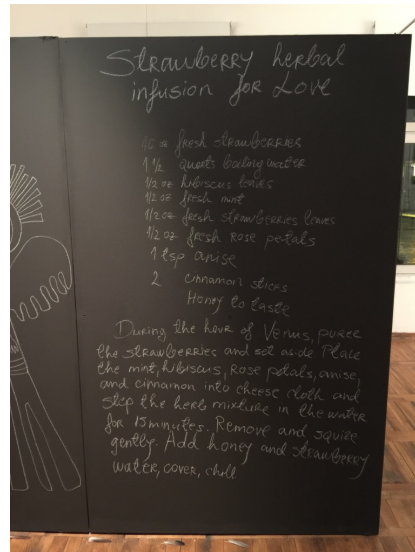 Strawberry herbal
infusion for Love
10 oz fresh strawberries
1 1/2 quarts boiling water
1/2 oz hibiscus leaves
1/2 oz fresh mint
1/2 oz fresh strawberries leaves
1/2 oz fresh rose petals
1 tsp anise
2 cinnamon sticks
Honey to taste
During the hour of Venus, puree
the strawberries and set aside Place
the mint, hibiscus, rose petals, anise,
and cinnamon into cheese cloth and
step the herb mixture in the water
for 15 minutes. Remove and squire
gently. Add honey and strawberry
water, cover, chill